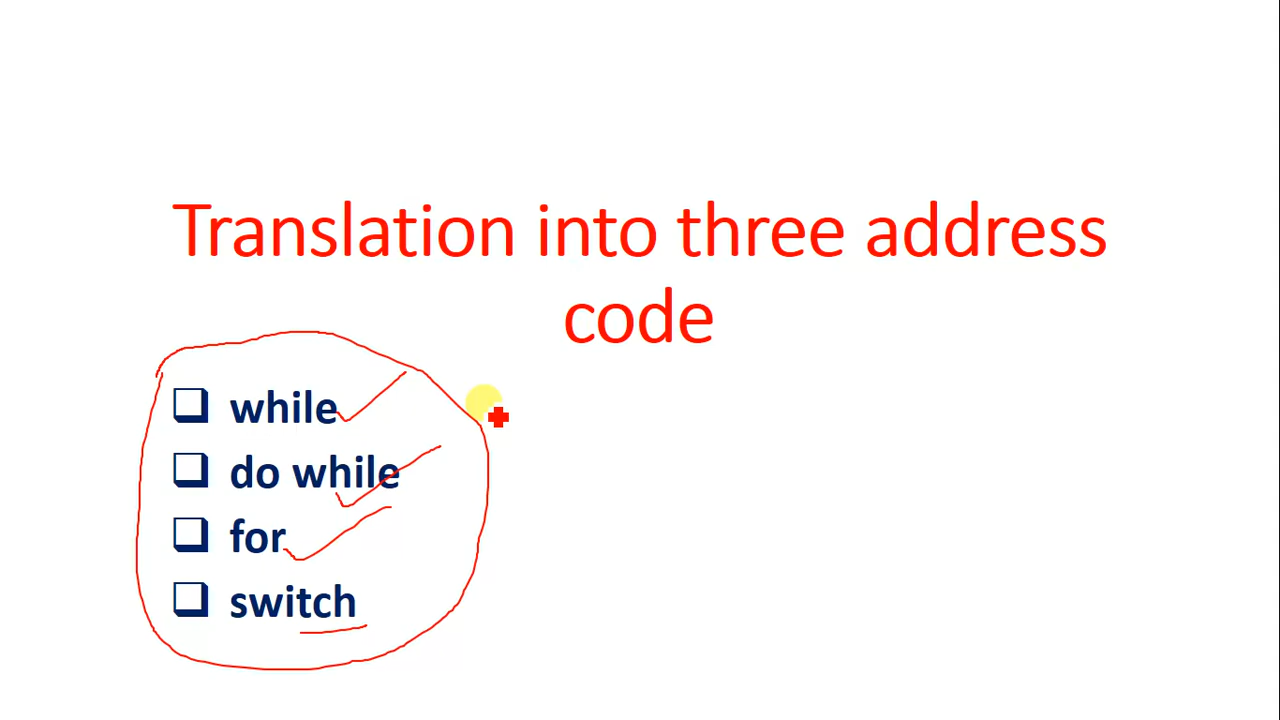 Translation into three address
code
while
do while
for
switch